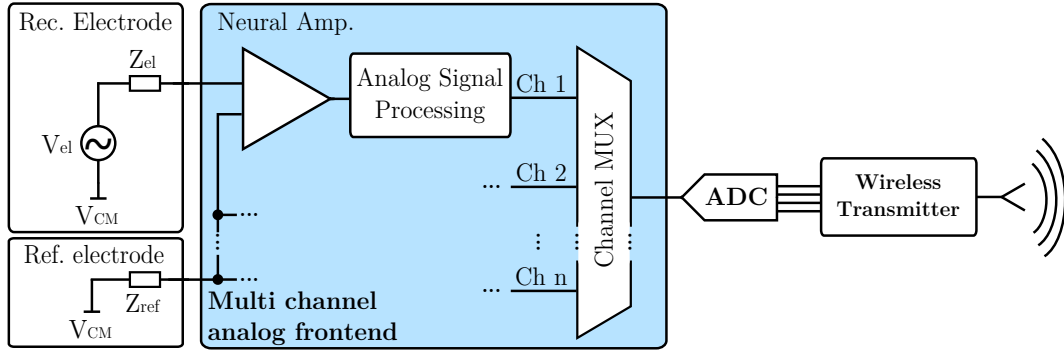 Rec. Electrode
Zel
Vel
VCM
Ref. electrode
Zref
VCM
Neural Amp.
Analog Signal
Processing
Ch 1
... Ch 2
... Ch n
Channel MUX
Multi channel
analog frontend
ADC
Wireless
Transmitter